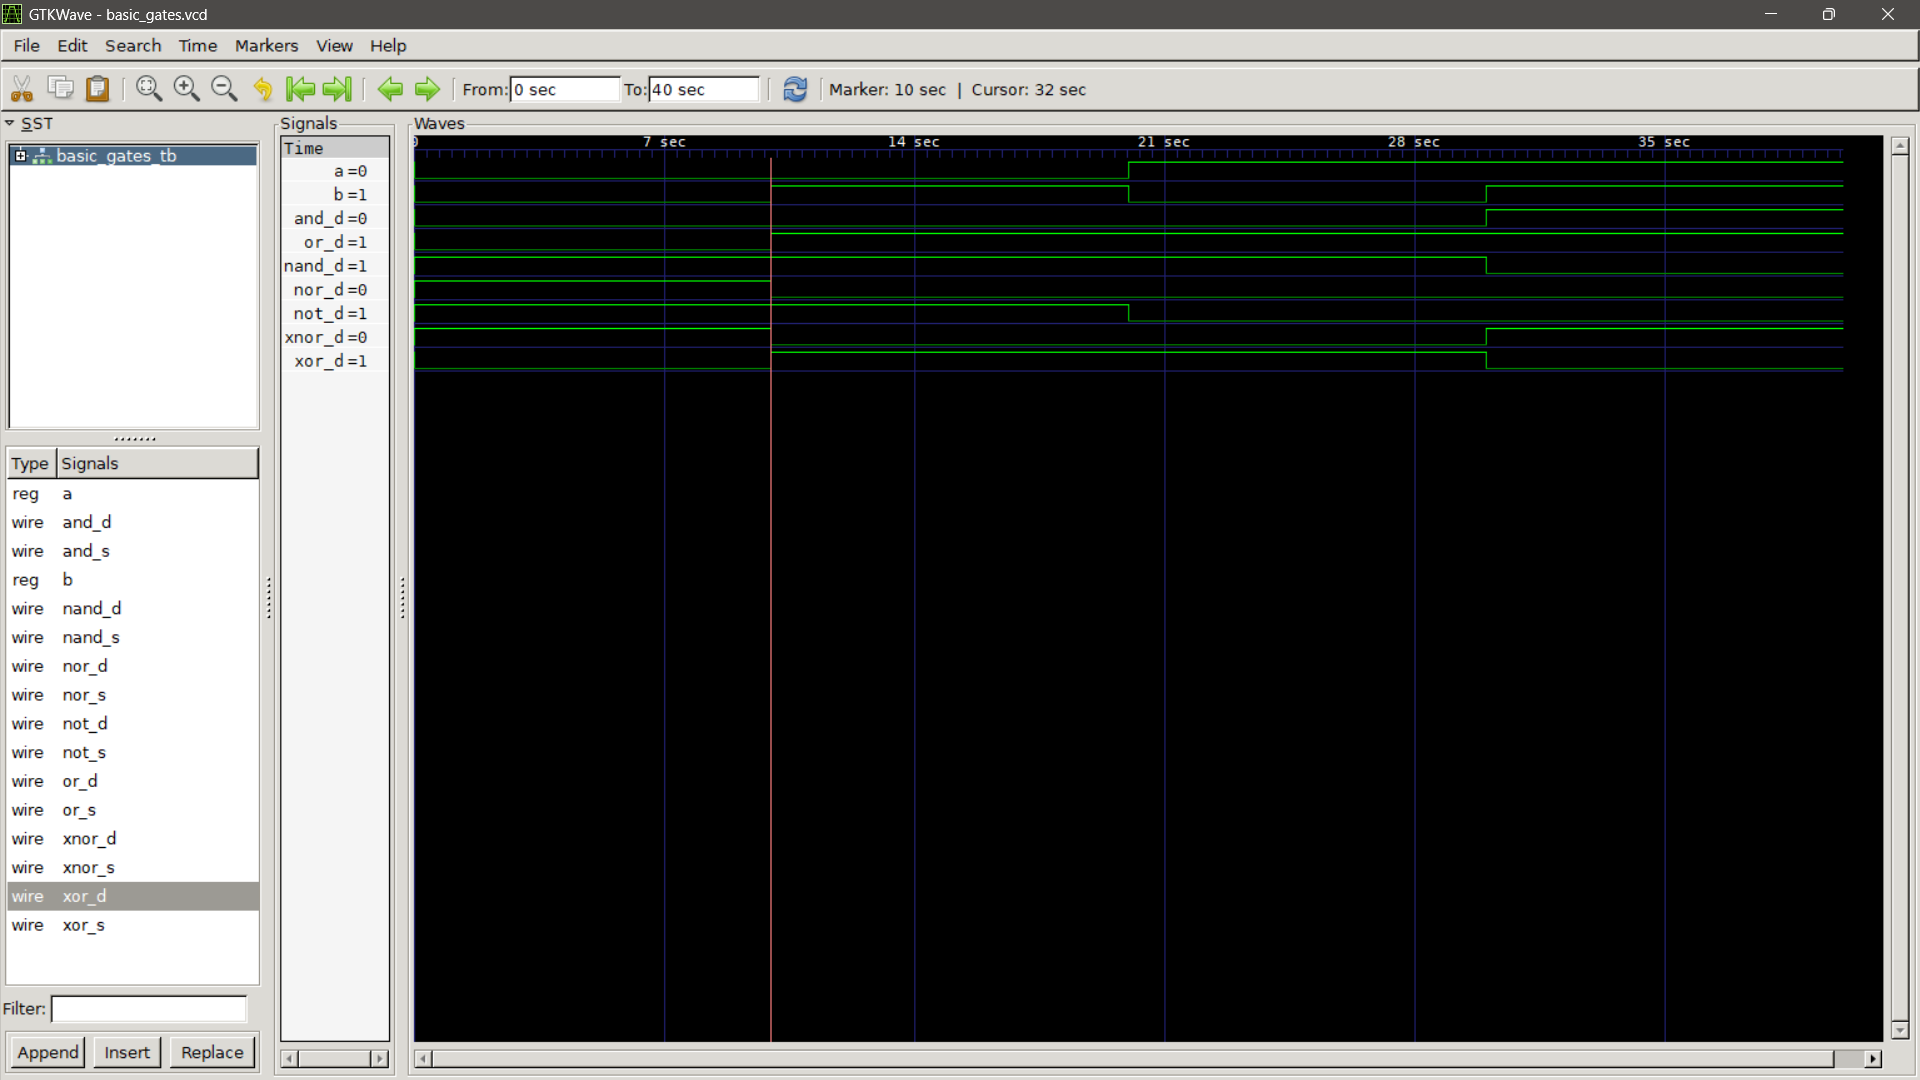 GTKWave - basic_gates.vcd
File Edit Search Time Markers View Help
From: 0 sec To: 40 sec Marker: 10 sec | Cursor: 32 sec
SST
basic_gates_tb
Type Signals
reg a
wire and_d
wire and_s
reg b
wire nand_d
wire nand_s
wire nor_d
wire nor_s
wire not_d
wire not_s
wire or_d
wire or_s
wire xnor_d
wire xnor_s
wire xor_d
wire xor_s
Filter:
Append Insert Replace
Signals
Time
a=0
b=1
and_d=0
or_d=1
nand_d=1
nor_d=0
not_d=1
xnor_d=0
xor_d=1
Waves
0 7 sec 14 sec 21 sec 28 sec 35 sec